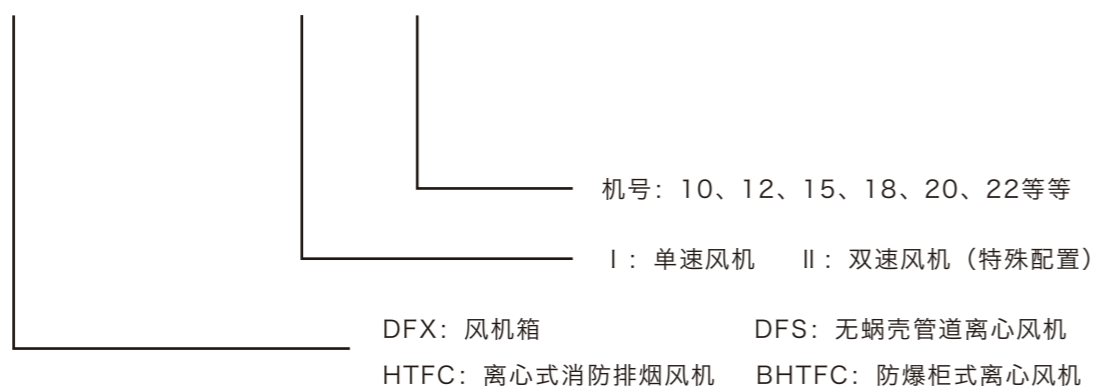 机号：10、12、15、18、20、22等等
Ⅰ：单速风机 Ⅱ：双速风机（特殊配置）
DFX：风机箱 DFS：无蜗壳管道离心风机
HTFC：离心式消防排烟风机 BHTFC：防爆柜式离心风机